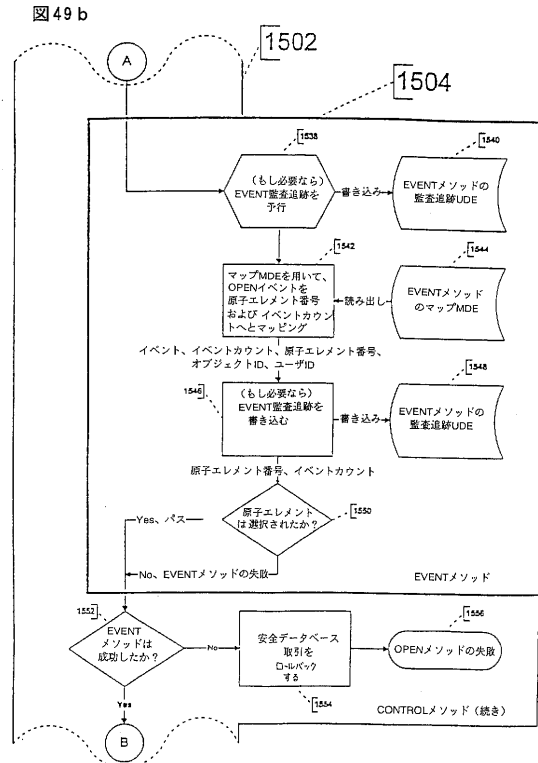 図49 b
1502
A
1504
1538
(もし必要なら)
EVENT監査追跡を
予行
書き込み
1540
EVENTメソッドの
監査追跡UDE
1542
マップMDEを用いて、
OPENイベントを
原子エレメント番号
および イベントカウン
トへとマッピング
読み出し
1544
EVENTメソッド
のマップMDE
イベント、イベントカウント、原子エレメント番号、
オブジェクトID、ユーザID
1546
(もし必要なら)
EVENT監査追跡を
書き込む
書き込み
1548
EVENTメソッドの
監査追跡UDE
原子エレメント番号、イベントカウント
原子エレメント
は選択されたか?
1550
Yes、パス
No、EVENTメソッドの失敗
EVENTメソッド
1552
EVENT
メソッドは
成功したか?
No
安全データベース
取引を
ロールバック
する
1554
1556
OPENメソッドの失敗
Yes
CONTROLメソッド(続き)
B